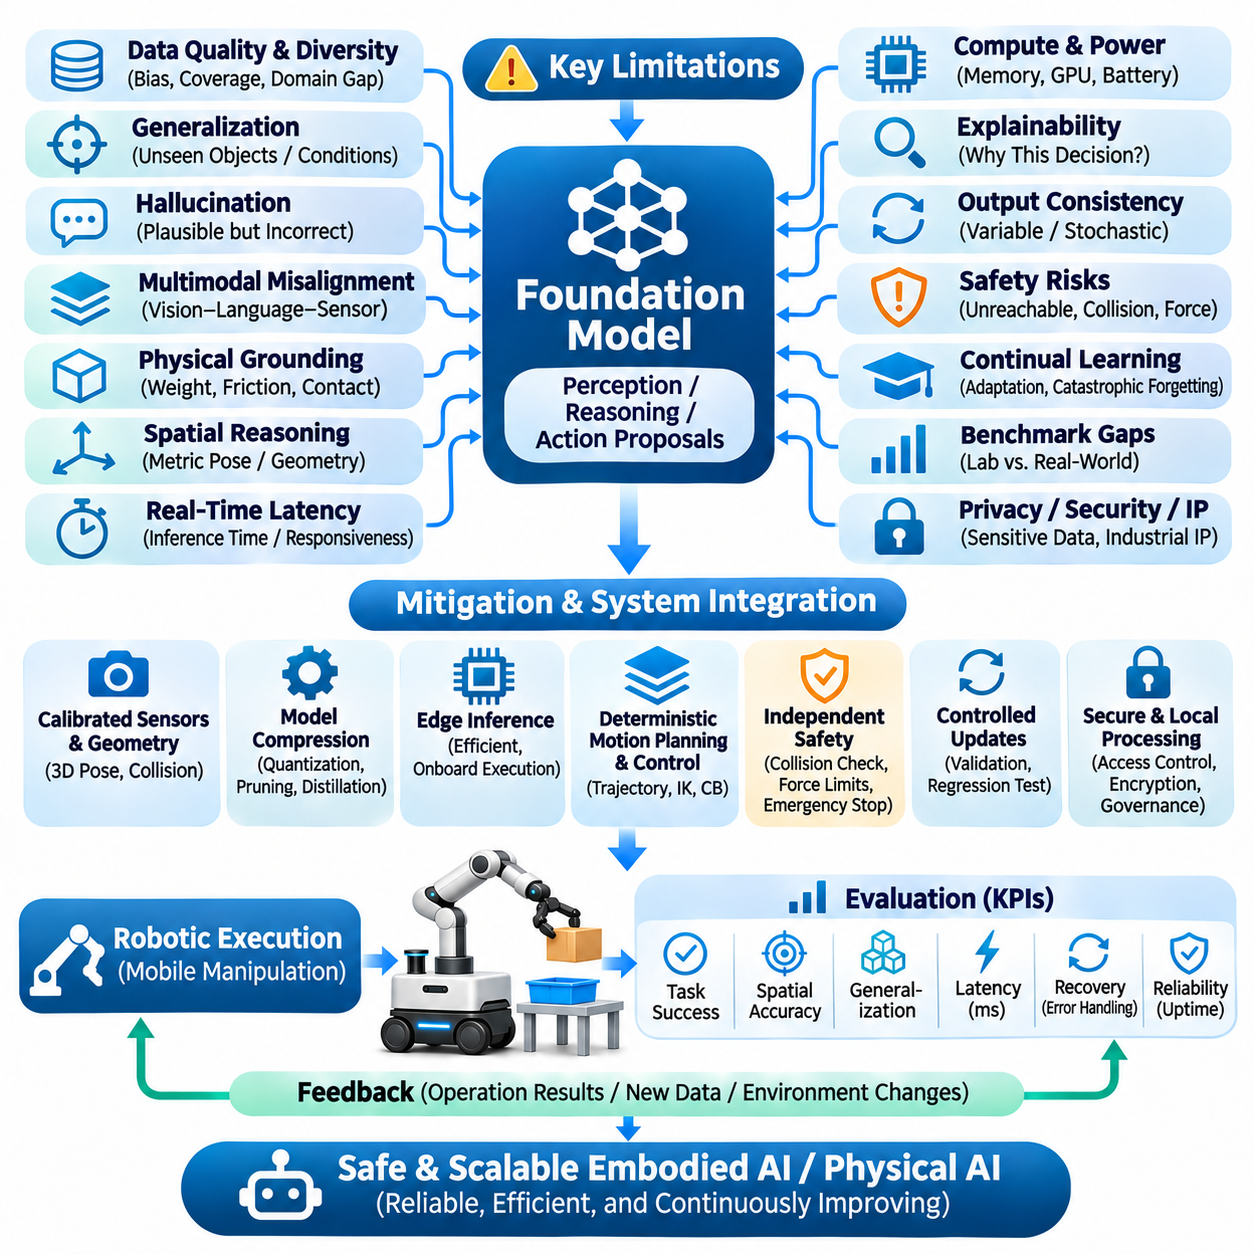 Key Limitations
Data Quality & Diversity
(Bias, Coverage, Domain Gap)
Generalization
(Unseen Objects / Conditions)
Hallucination
(Plausible but Incorrect)
Multimodal Misalignment
(Vision–Language–Sensor)
Physical Grounding
(Weight, Friction, Contact)
Spatial Reasoning
(Metric Pose / Geometry)
Real-Time Latency
(Inference Time / Responsiveness)
Foundation
Model
Perception /
Reasoning /
Action Proposals
Compute & Power
(Memory, GPU, Battery)
Explainability
(Why This Decision?)
Output Consistency
(Variable / Stochastic)
Safety Risks
(Unreachable, Collision, Force)
Continual Learning
(Adaptation, Catastrophic Forgetting)
Benchmark Gaps
(Lab vs. Real-World)
Privacy / Security / IP
(Sensitive Data, Industrial IP)
Mitigation & System Integration
Calibrated Sensors
& Geometry
(3D Pose, Collision)
Model
Compression
(Quantization,
Pruning, Distillation)
Edge Inference
(Efficient,
Onboard Execution)
Deterministic
Motion Planning
& Control
(Trajectory, IK, CB)
Independent
Safety
(Collision Check,
Force Limits,
Emergency Stop)
Controlled
Updates
(Validation,
Regression Test)
Secure & Local
Processing
(Access Control,
Encryption,
Governance)
Robotic Execution
(Mobile Manipulation)
Evaluation (KPIs)
Task
Success
Spatial
Accuracy
General-
ization
Latency
(ms)
Recovery
(Error Handling)
Reliability
(Uptime)
Feedback (Operation Results / New Data / Environment Changes)
Safe & Scalable Embodied AI / Physical AI
(Reliable, Efficient, and Continuously Improving)